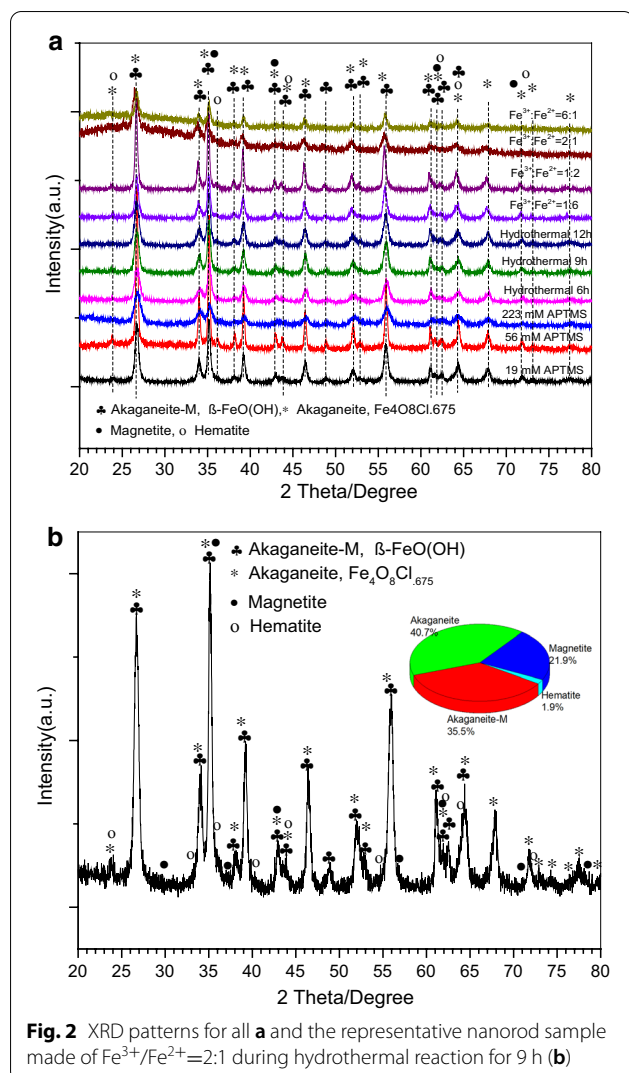 a
Fe³⁺:Fe²⁺=6:1
Fe³⁺:Fe²⁺=2:1
Fe³⁺:Fe²⁺=1:2
Fe³⁺:Fe²⁺=1:6
Hydrothermal 12h
Hydrothermal 9h
Hydrothermal 6h
223 mM APTMS
56 mM APTMS
19 mM APTMS
♣ Akaganeite-M, ß-FeO(OH),* Akaganeite, Fe4O8Cl.675
● Magnetite, o Hematite
Intensity(a.u.)
20 25 30 35 40 45 50 55 60 65 70 75 80
2 Theta/Degree
b
♣ Akaganeite-M, ß-FeO(OH)
* Akaganeite, Fe₄O₈Cl.₆₇₅
● Magnetite
o Hematite
Akaganeite
40.7%
Magnetite
21.9%
Hematite
1.9%
Akaganeite-M
35.5%
Intensity(a.u.)
20 25 30 35 40 45 50 55 60 65 70 75 80
2 Theta/Degree
Fig. 2 XRD patterns for all a and the representative nanorod sample
made of Fe³⁺/Fe²⁺=2:1 during hydrothermal reaction for 9 h (b)